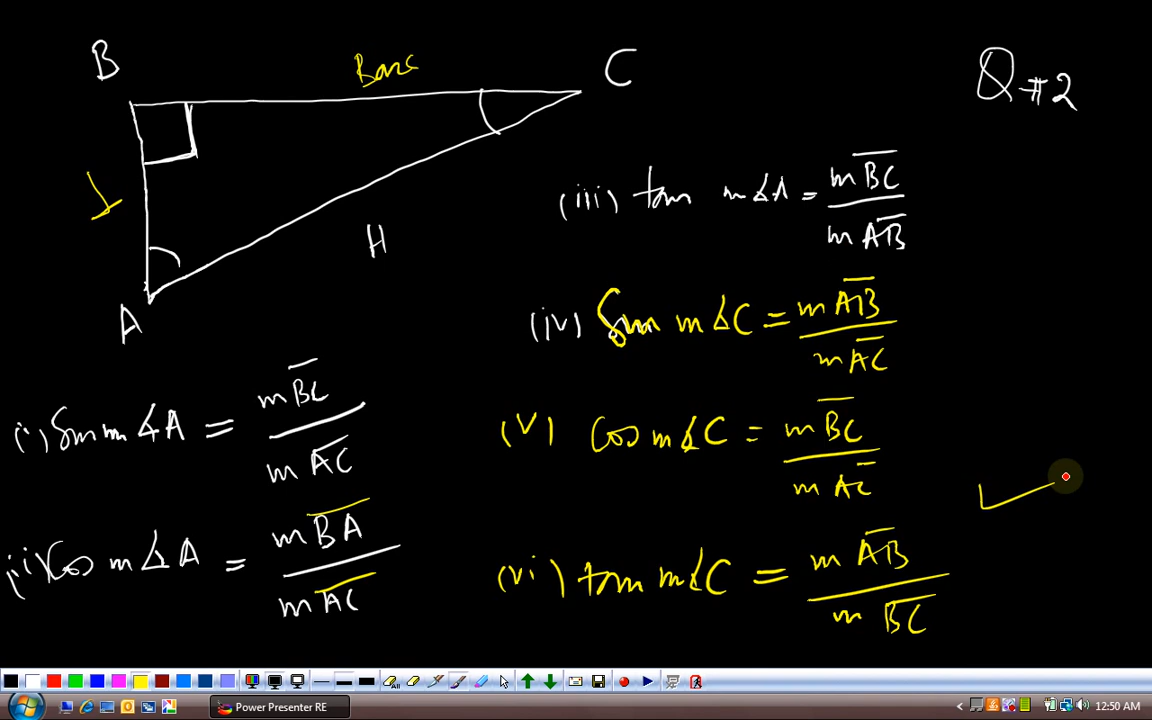 B
Base
C
Q #2
⊥
H
A
(i) Sin m∡A = mBC / mAC
(ii) Cos m∡A = mBA / mAC
(iii) tan m∡A = mBC / mAB
(iv) Sin m∡C = mAB / mAC
(v) Cos m∡C = mBC / mAC
(vi) tan m∡C = mAB / mBC
Power Presenter RE
12:50 AM